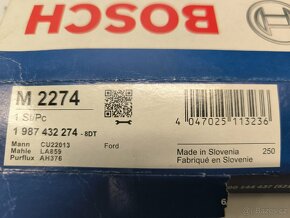 BOSCH
M 2274
1 St/Pc
1 987 432 274 -8DT
Mann CU22013
Mahle LA859
Purflux AH376
Ford
4 047025 113236
Made in Slovenia
Fabriqué en Slovenie
250